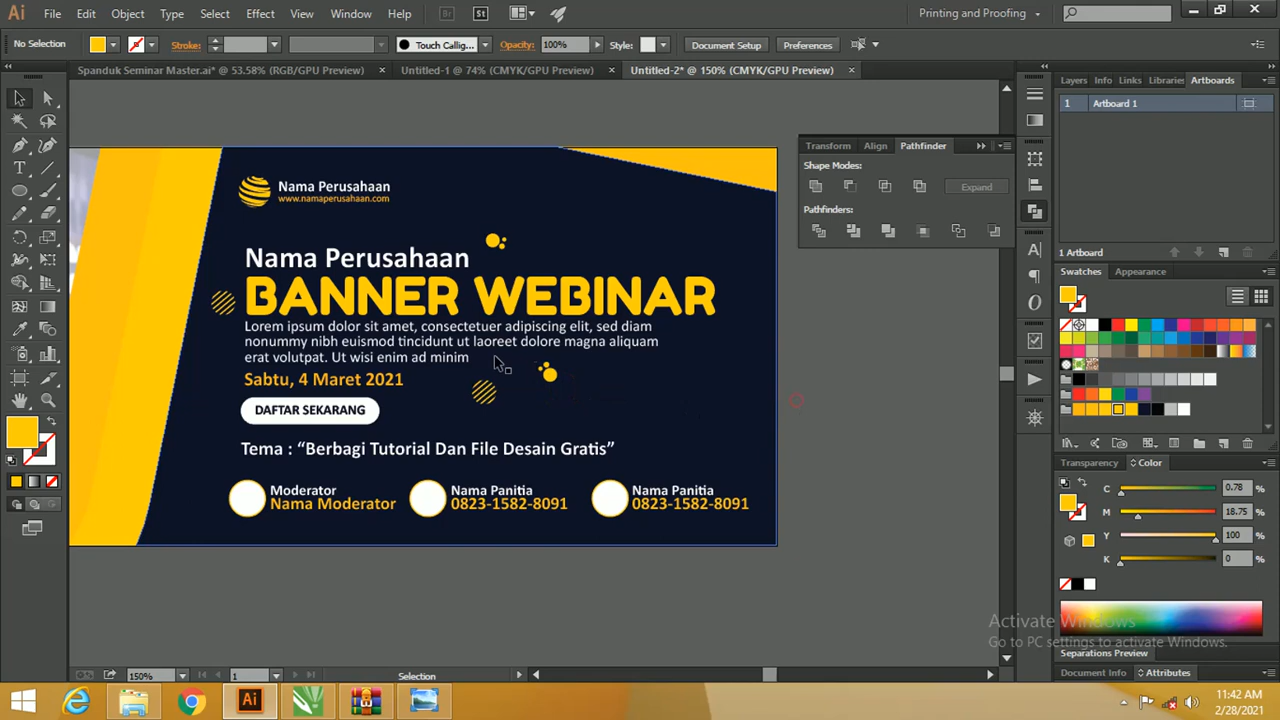 Ai File Edit Object Type Select Effect View Window Help Br St Printing and Proofing
No Selection Stroke: Touch Callig... Opacity: 100% Style: Document Setup Preferences
Spanduk Seminar Master.ai* @ 53.58% (RGB/GPU Preview) Untitled-1 @ 74% (CMYK/GPU Preview) Untitled-2* @ 150% (CMYK/GPU Preview)
Layers Info Links Libraries Artboards
1 Artboard 1
Transform Align Pathfinder
Shape Modes:
Expand
Pathfinders:
1 Artboard
Swatches Appearance
Transparency Color
C 0.78 %
M 18.75 %
Y 100 %
K 0 %
Separations Preview
Document Info Attributes
Nama Perusahaan
www.namaperusahaan.com
Nama Perusahaan
BANNER WEBINAR
Lorem ipsum dolor sit amet, consectetuer adipiscing elit, sed diam
nonummy nibh euismod tincidunt ut laoreet dolore magna aliquam
erat volutpat. Ut wisi enim ad minim
Sabtu, 4 Maret 2021
DAFTAR SEKARANG
Tema : “Berbagi Tutorial Dan File Desain Gratis”
Moderator
Nama Moderator
Nama Panitia
0823-1582-8091
Nama Panitia
0823-1582-8091
Activate Windows
Go to PC settings to activate Windows.
150% 1 Selection
Ai
11:42 AM
2/28/2021